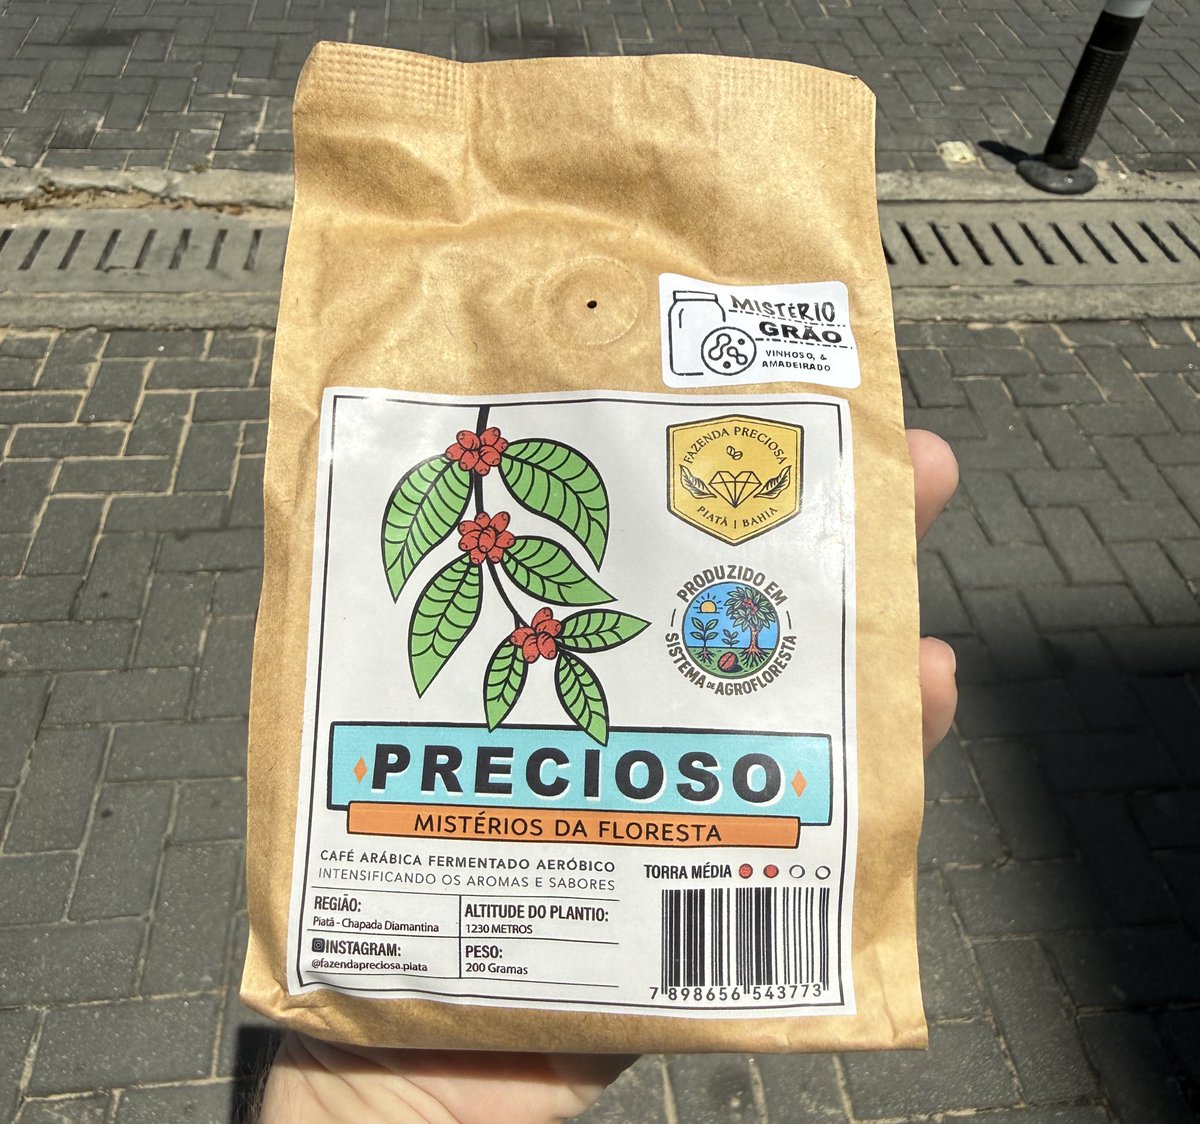 MISTÉRIO
GRÃO
VINHOSO, &
AMADEIRADO
FAZENDA PRECIOSA
PIATÃ | BAHIA
PRODUZIDO EM
SISTEMA DE AGROFLORESTA
PRECIOSO
MISTÉRIOS DA FLORESTA
CAFÉ ARÁBICA FERMENTADO AERÓBICO
INTENSIFICANDO OS AROMAS E SABORES
TORRA MÉDIA
REGIÃO:
Piatã - Chapada Diamantina
ALTITUDE DO PLANTIO:
1230 METROS
INSTAGRAM:
@fazendapreciosa.piata
PESO:
200 Gramas
7 898656 543773